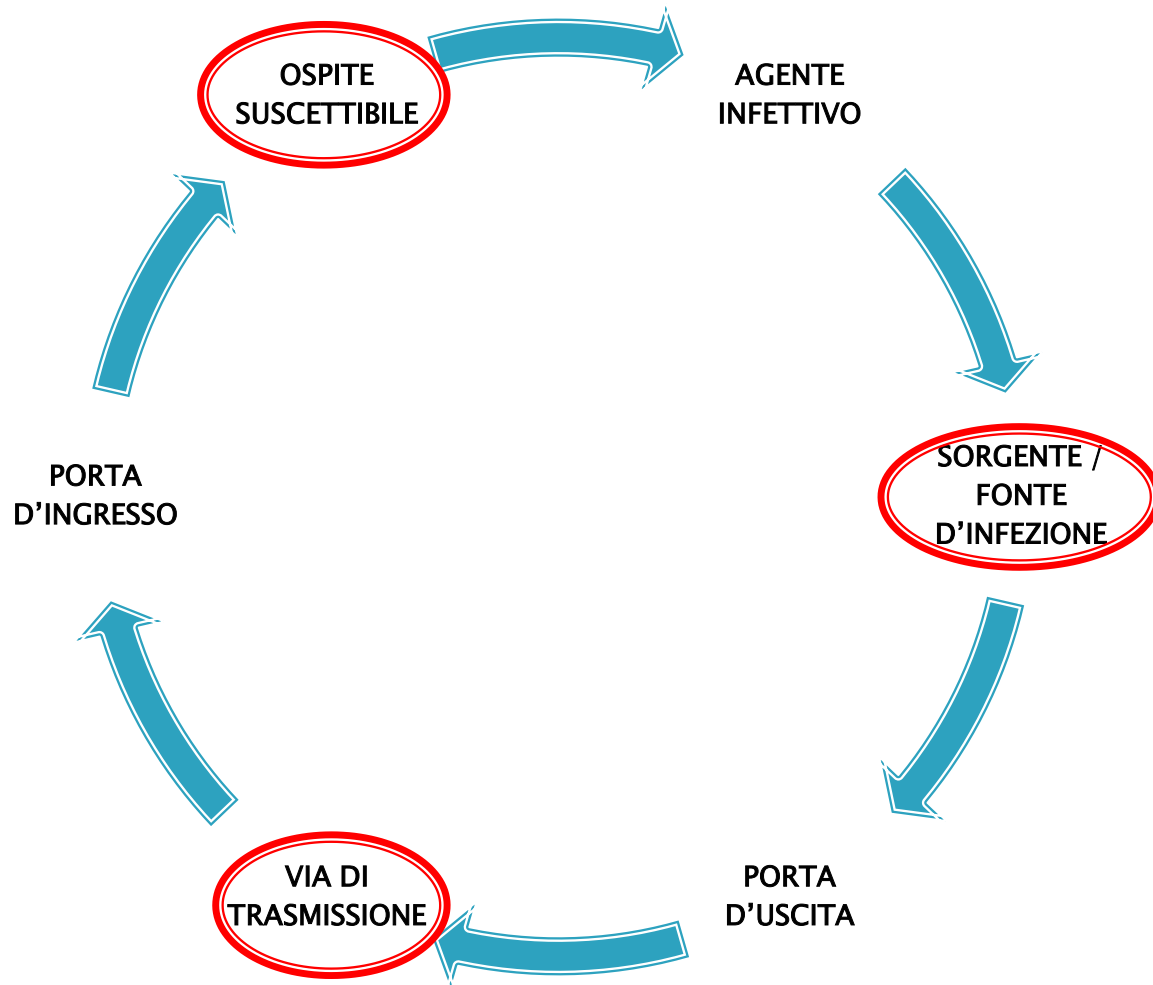 OSPITE
SUSCETTIBILE
AGENTE
INFETTIVO
SORGENTE /
FONTE
D’INFEZIONE
PORTA
D’USCITA
VIA DI
TRASMISSIONE
PORTA
D’INGRESSO